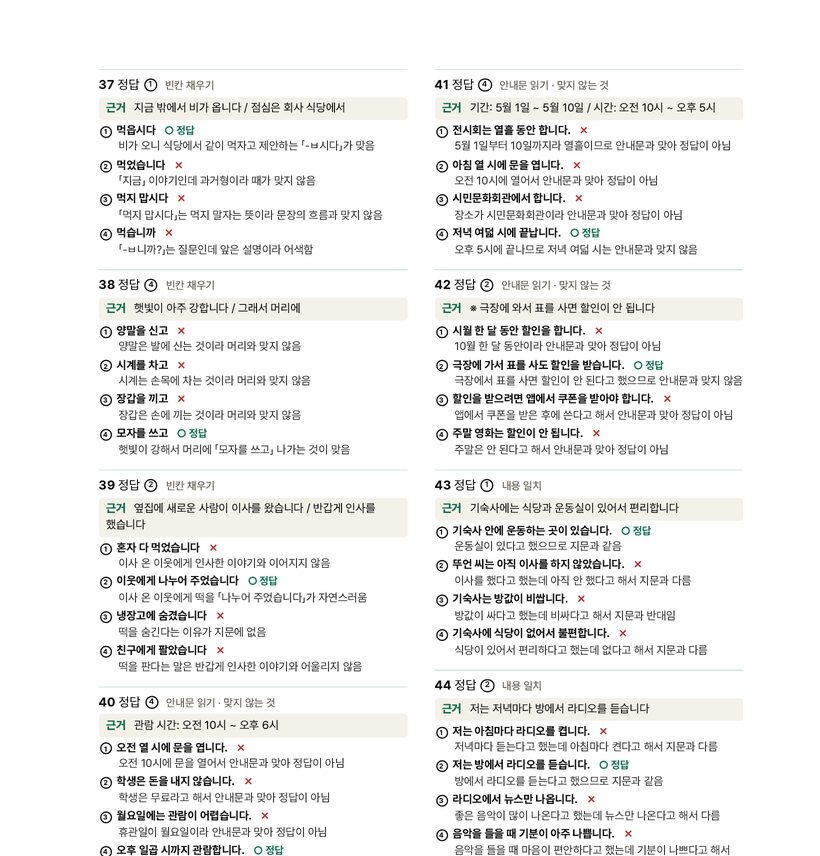 37 정답 ① 빈칸 채우기
근거 지금 밖에서 비가 옵니다 / 점심은 회사 식당에서
① 먹읍시다 ○ 정답
비가 오니 식당에서 같이 먹자고 제안하는 「-ㅂ시다」가 맞음
② 먹었습니다 ×
「지금」 이야기인데 과거형이라 때가 맞지 않음
③ 먹지 맙시다 ×
「먹지 맙시다」는 먹지 말자는 뜻이라 문장의 흐름과 맞지 않음
④ 먹습니까 ×
「-ㅂ니까?」는 질문인데 앞은 설명이라 어색함
38 정답 ④ 빈칸 채우기
근거 햇빛이 아주 강합니다 / 그래서 머리에
① 양말을 신고 ×
양말은 발에 신는 것이라 머리와 맞지 않음
② 시계를 차고 ×
시계는 손목에 차는 것이라 머리와 맞지 않음
③ 장갑을 끼고 ×
장갑은 손에 끼는 것이라 머리와 맞지 않음
④ 모자를 쓰고 ○ 정답
햇빛이 강해서 머리에 「모자를 쓰고」 나가는 것이 맞음
39 정답 ② 빈칸 채우기
근거 옆집에 새로운 사람이 이사를 왔습니다 / 반갑게 인사를
했습니다
① 혼자 다 먹었습니다 ×
이사 온 이웃에게 인사한 이야기와 이어지지 않음
② 이웃에게 나누어 주었습니다 ○ 정답
이사 온 이웃에게 떡을 「나누어 주었습니다」가 자연스러움
③ 냉장고에 숨겼습니다 ×
떡을 숨긴다는 이유가 지문에 없음
④ 친구에게 팔았습니다 ×
떡을 판다는 말은 반갑게 인사한 이야기와 어울리지 않음
40 정답 ④ 안내문 읽기 · 맞지 않는 것
근거 관람 시간: 오전 10시 ~ 오후 6시
① 오전 열 시에 문을 엽니다. ×
오전 10시에 문을 열어서 안내문과 맞아 정답이 아님
② 학생은 돈을 내지 않습니다. ×
학생은 무료라고 해서 안내문과 맞아 정답이 아님
③ 월요일에는 관람이 어렵습니다. ×
휴관일이 월요일이라 안내문과 맞아 정답이 아님
④ 오후 일곱 시까지 관람합니다. ○ 정답
41 정답 ④ 안내문 읽기 · 맞지 않는 것
근거 기간: 5월 1일 ~ 5월 10일 / 시간: 오전 10시 ~ 오후 5시
① 전시회는 열흘 동안 합니다. ×
5월 1일부터 10일까지라 열흘이므로 안내문과 맞아 정답이 아님
② 아침 열 시에 문을 엽니다. ×
오전 10시에 열어서 안내문과 맞아 정답이 아님
③ 시민문화회관에서 합니다. ×
장소가 시민문화회관이라 안내문과 맞아 정답이 아님
④ 저녁 여덟 시에 끝납니다. ○ 정답
오후 5시에 끝나므로 저녁 여덟 시는 안내문과 맞지 않음
42 정답 ② 안내문 읽기 · 맞지 않는 것
근거 ※ 극장에 와서 표를 사면 할인이 안 됩니다
① 시월 한 달 동안 할인을 합니다. ×
10월 한 달 동안이라 안내문과 맞아 정답이 아님
② 극장에 가서 표를 사도 할인을 받습니다. ○ 정답
극장에서 표를 사면 할인이 안 된다고 했으므로 안내문과 맞지 않음
③ 할인을 받으려면 앱에서 쿠폰을 받아야 합니다. ×
앱에서 쿠폰을 받은 후에 쓴다고 해서 안내문과 맞아 정답이 아님
④ 주말 영화는 할인이 안 됩니다. ×
주말은 안 된다고 해서 안내문과 맞아 정답이 아님
43 정답 ① 내용 일치
근거 기숙사에는 식당과 운동실이 있어서 편리합니다
① 기숙사 안에 운동하는 곳이 있습니다. ○ 정답
운동실이 있다고 했으므로 지문과 같음
② 뚜언 씨는 아직 이사를 하지 않았습니다. ×
이사를 했다고 했는데 아직 안 했다고 해서 지문과 다름
③ 기숙사는 방값이 비쌉니다. ×
방값이 싸다고 했는데 비싸다고 해서 지문과 반대임
④ 기숙사에 식당이 없어서 불편합니다. ×
식당이 있어서 편리하다고 했는데 없다고 해서 지문과 다름
44 정답 ② 내용 일치
근거 저는 저녁마다 방에서 라디오를 듣습니다
① 저는 아침마다 라디오를 켭니다. ×
저녁마다 듣는다고 했는데 아침마다 켠다고 해서 지문과 다름
② 저는 방에서 라디오를 듣습니다. ○ 정답
방에서 라디오를 듣는다고 했으므로 지문과 같음
③ 라디오에서 뉴스만 나옵니다. ×
좋은 음악이 많이 나온다고 했는데 뉴스만 나온다고 해서 다름
④ 음악을 들을 때 기분이 아주 나쁩니다. ×
음악을 들을 때 마음이 편안하다고 했는데 기분이 나쁘다고 해서